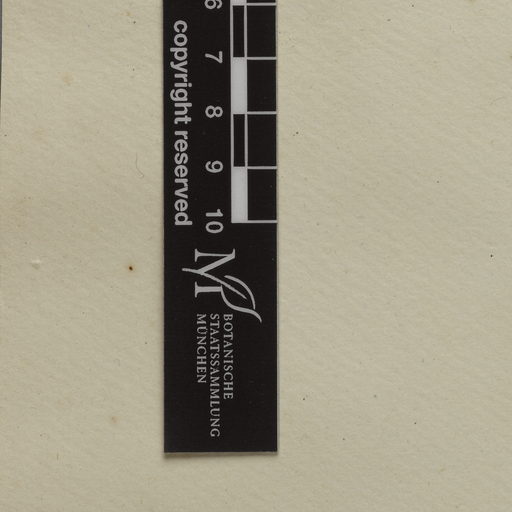 6 7 8 9 10
copyright reserved
M
BOTANISCHE
STAATSSAMMLUNG
MÜNCHEN